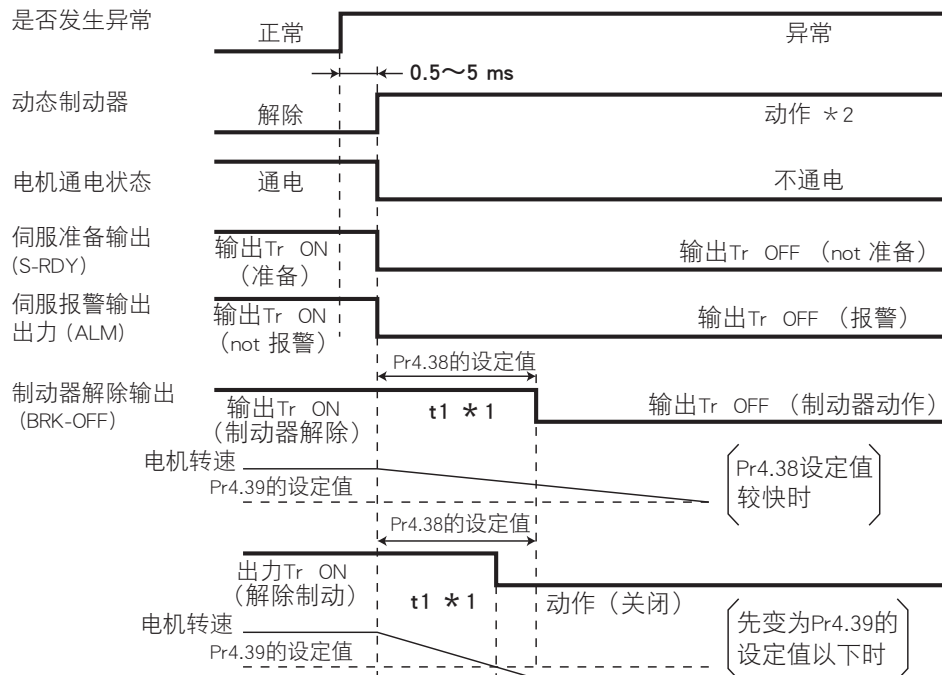 是否发生异常
正常
异常
0.5～5 ms
动态制动器
解除
动作 ＊2
电机通电状态
通电
不通电
伺服准备输出
(S-RDY)
输出Tr ON
（准备）
输出Tr OFF （not 准备）
伺服报警输出
出力 (ALM)
输出Tr ON
（not 报警）
输出Tr OFF （报警）
Pr4.38的设定值
制动器解除输出
(BRK-OFF)
输出Tr ON
（制动器解除）
t1 ＊1
输出Tr OFF （制动器动作）
电机转速
Pr4.39的设定值
Pr4.38设定值
较快时
Pr4.38的设定值
出力Tr ON
（解除制动）
t1 ＊1
动作（关闭）
电机转速
Pr4.39的设定值
先变为Pr4.39的
设定值以下时